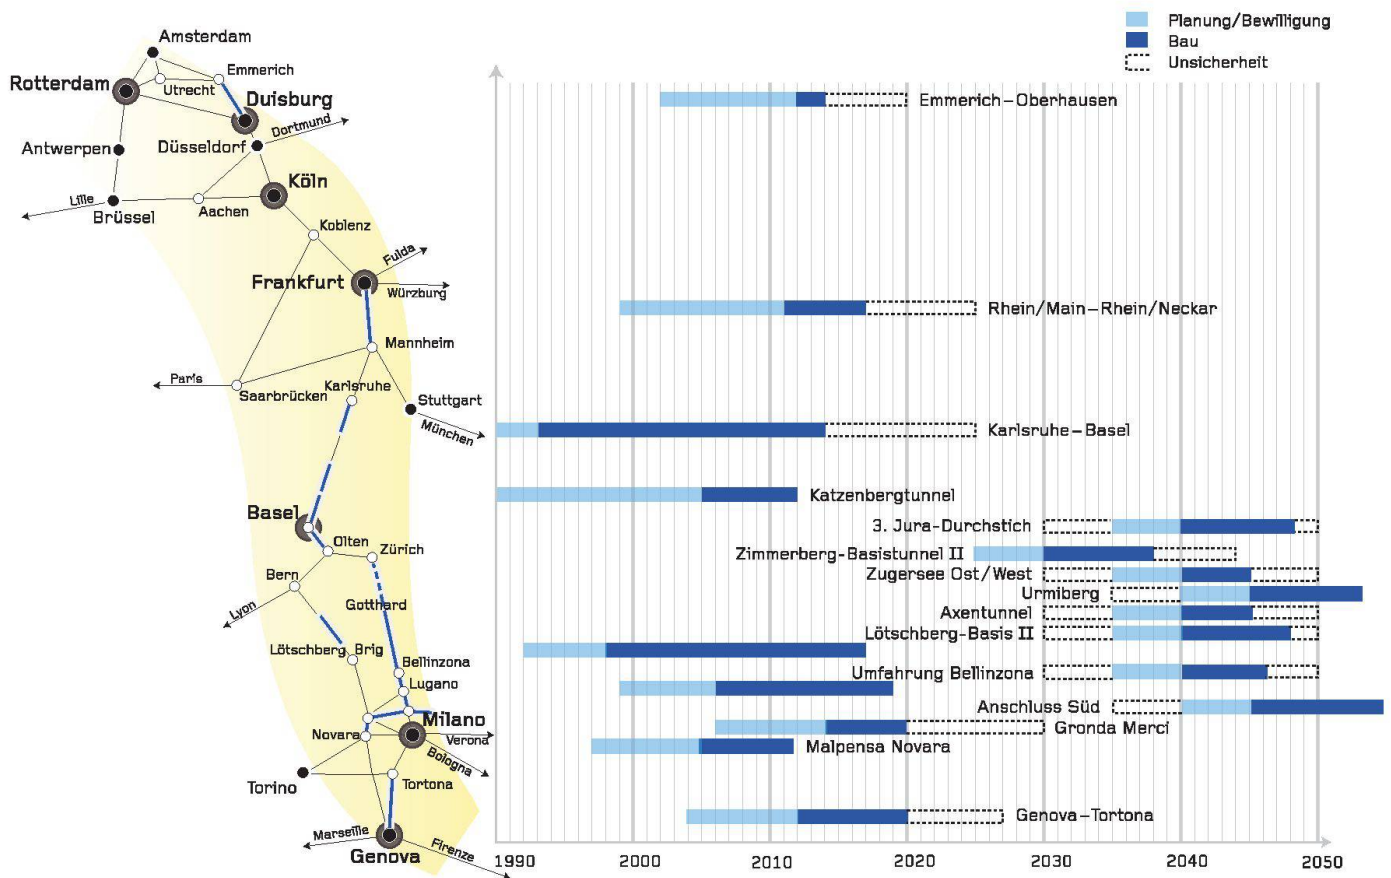 Planung/Bewilligung
Bau
Unsicherheit
Amsterdam
Rotterdam
Utrecht
Emmerich
Duisburg
Dortmund
Antwerpen
Düsseldorf
Köln
Lille
Brüssel
Aachen
Koblenz
Fulda
Frankfurt
Würzburg
Mannheim
Paris
Saarbrücken
Karlsruhe
Stuttgart
München
Basel
Olten
Zürich
Bern
Lyon
Gotthard
Lötschberg
Brig
Bellinzona
Lugano
Milano
Novara
Verona
Bologna
Torino
Tortona
Marseille
Genova
Firenze
Emmerich–Oberhausen
Rhein/Main–Rhein/Neckar
Karlsruhe–Basel
Katzenbergtunnel
3. Jura-Durchstich
Zimmerberg-Basistunnel II
Zugersee Ost/West
Urmiberg
Axentunnel
Lötschberg-Basis II
Umfahrung Bellinzona
Anschluss Süd
Gronda Merci
Malpensa Novara
Genova–Tortona
1990 2000 2010 2020 2030 2040 2050